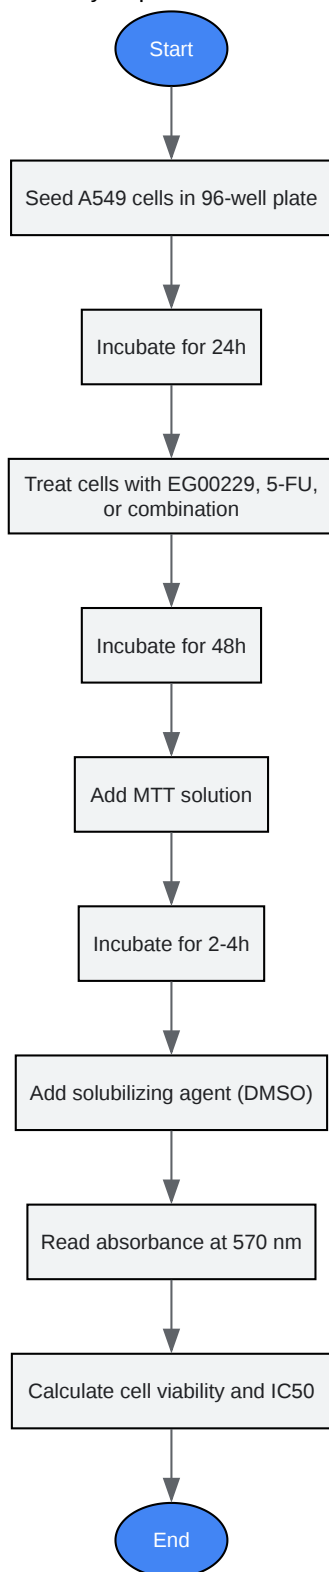 Start
Seed A549 cells in 96-well plate
Incubate for 24h
Treat cells with EG00229, 5-FU,
or combination
Incubate for 48h
Add MTT solution
Incubate for 2-4h
Add solubilizing agent (DMSO)
Read absorbance at 570 nm
Calculate cell viability and IC50
End